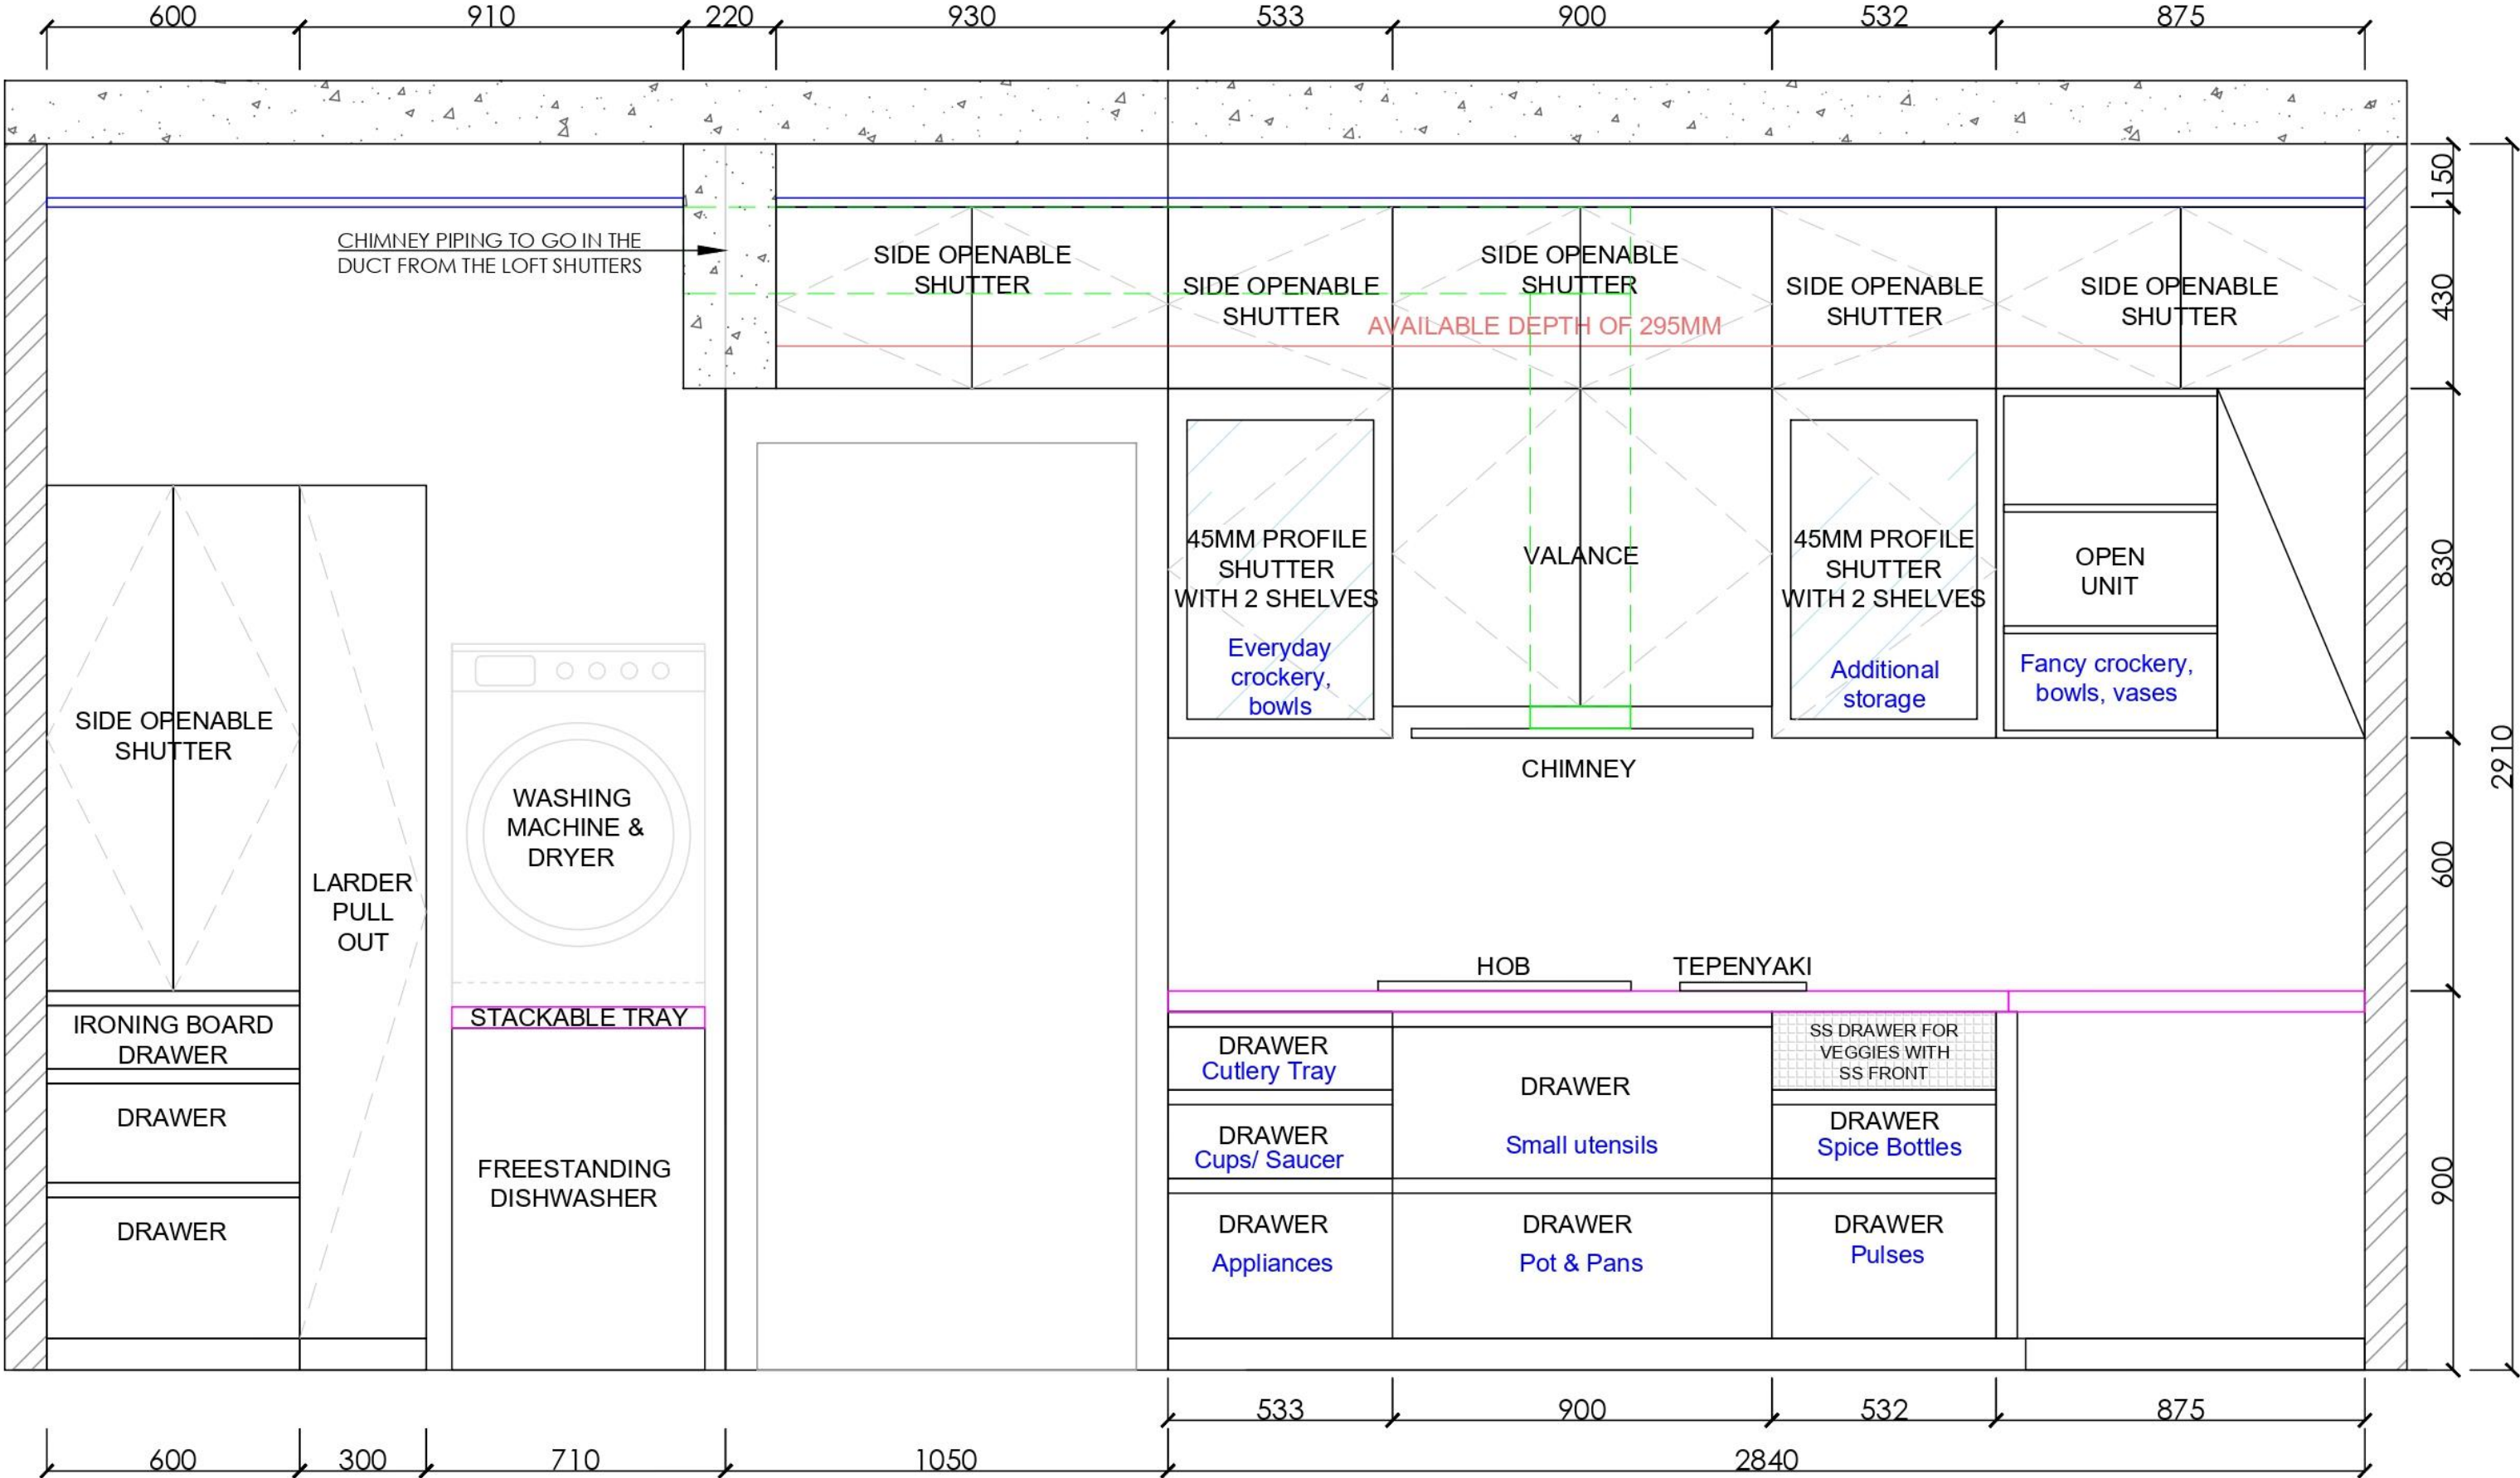 600 910 220 930 533 900 532 875
150
CHIMNEY PIPING TO GO IN THE
DUCT FROM THE LOFT SHUTTERS
SIDE OPENABLE
SHUTTER
SIDE OPENABLE
SHUTTER
SIDE OPENABLE
SHUTTER
SIDE OPENABLE
SHUTTER
SIDE OPENABLE
SHUTTER
AVAILABLE DEPTH OF 295MM
430
45MM PROFILE
SHUTTER
WITH 2 SHELVES
Everyday
crockery,
bowls
VALANCE
45MM PROFILE
SHUTTER
WITH 2 SHELVES
Additional
storage
OPEN
UNIT
Fancy crockery,
bowls, vases
830
SIDE OPENABLE
SHUTTER
CHIMNEY
2910
WASHING
MACHINE &
DRYER
LARDER
PULL
OUT
600
HOB
TEPENYAKI
STACKABLE TRAY
IRONING BOARD
DRAWER
DRAWER
DRAWER
FREESTANDING
DISHWASHER
DRAWER
Cutlery Tray
DRAWER
Cups/ Saucer
DRAWER
Appliances
DRAWER
Small utensils
DRAWER
Pot & Pans
SS DRAWER FOR
VEGGIES WITH
SS FRONT
DRAWER
Spice Bottles
DRAWER
Pulses
900
533 900 532 875
600 300 710 1050 2840